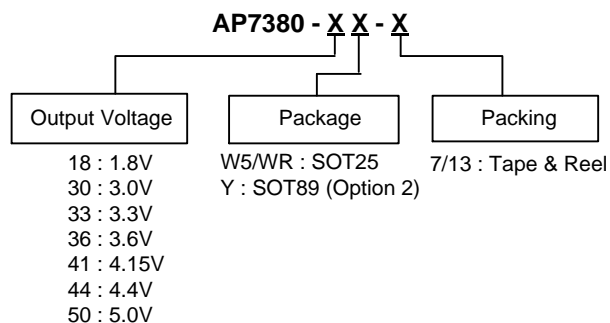 AP7380 - X X - X
Output Voltage
Package
Packing
18 : 1.8V
30 : 3.0V
33 : 3.3V
36 : 3.6V
41 : 4.15V
44 : 4.4V
50 : 5.0V
W5/WR : SOT25
Y : SOT89 (Option 2)
7/13 : Tape & Reel